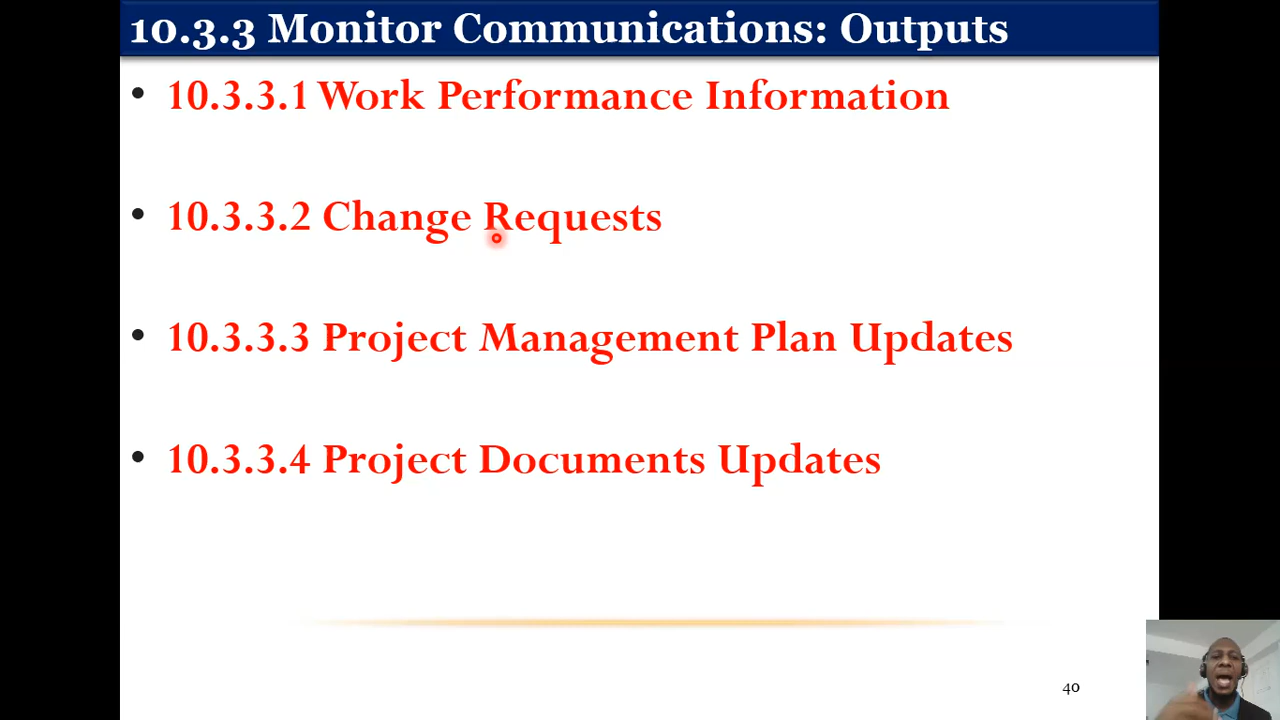 10.3.3 Monitor Communications: Outputs
• 10.3.3.1 Work Performance Information
• 10.3.3.2 Change Requests
• 10.3.3.3 Project Management Plan Updates
• 10.3.3.4 Project Documents Updates
40